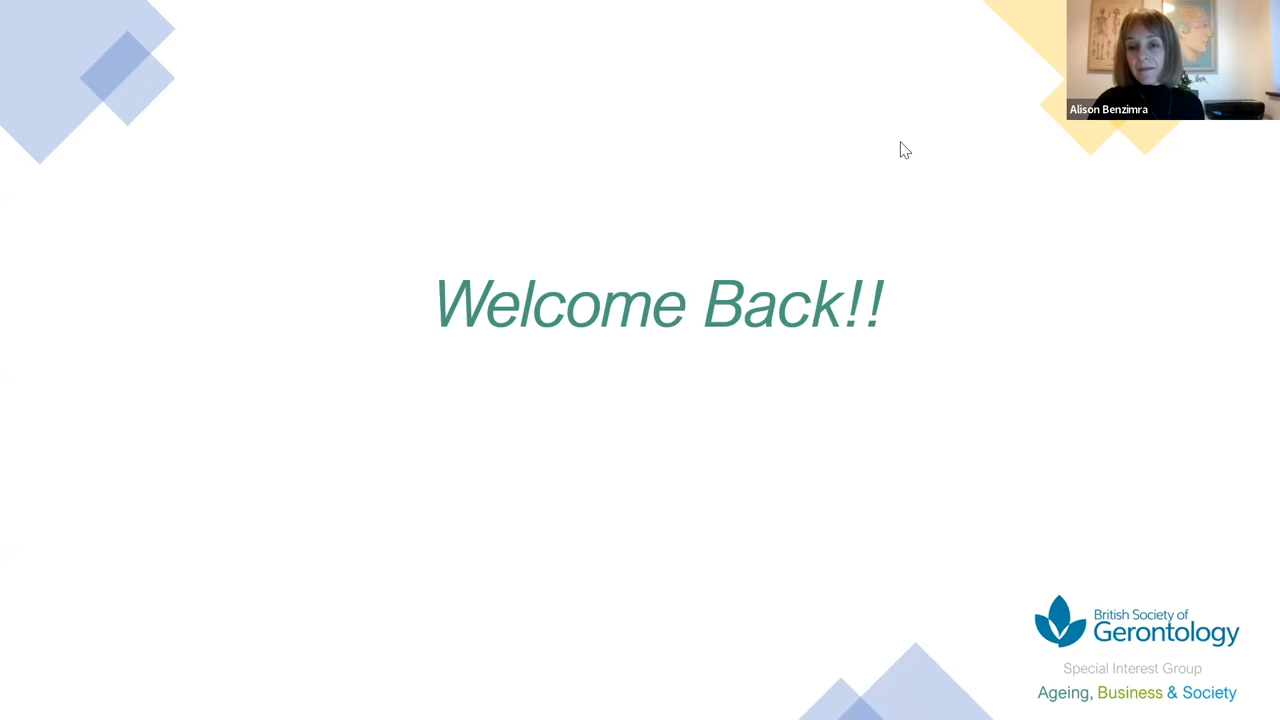 Alison Benzimra
Welcome Back!!
British Society of
Gerontology
Special Interest Group
Ageing, Business & Society